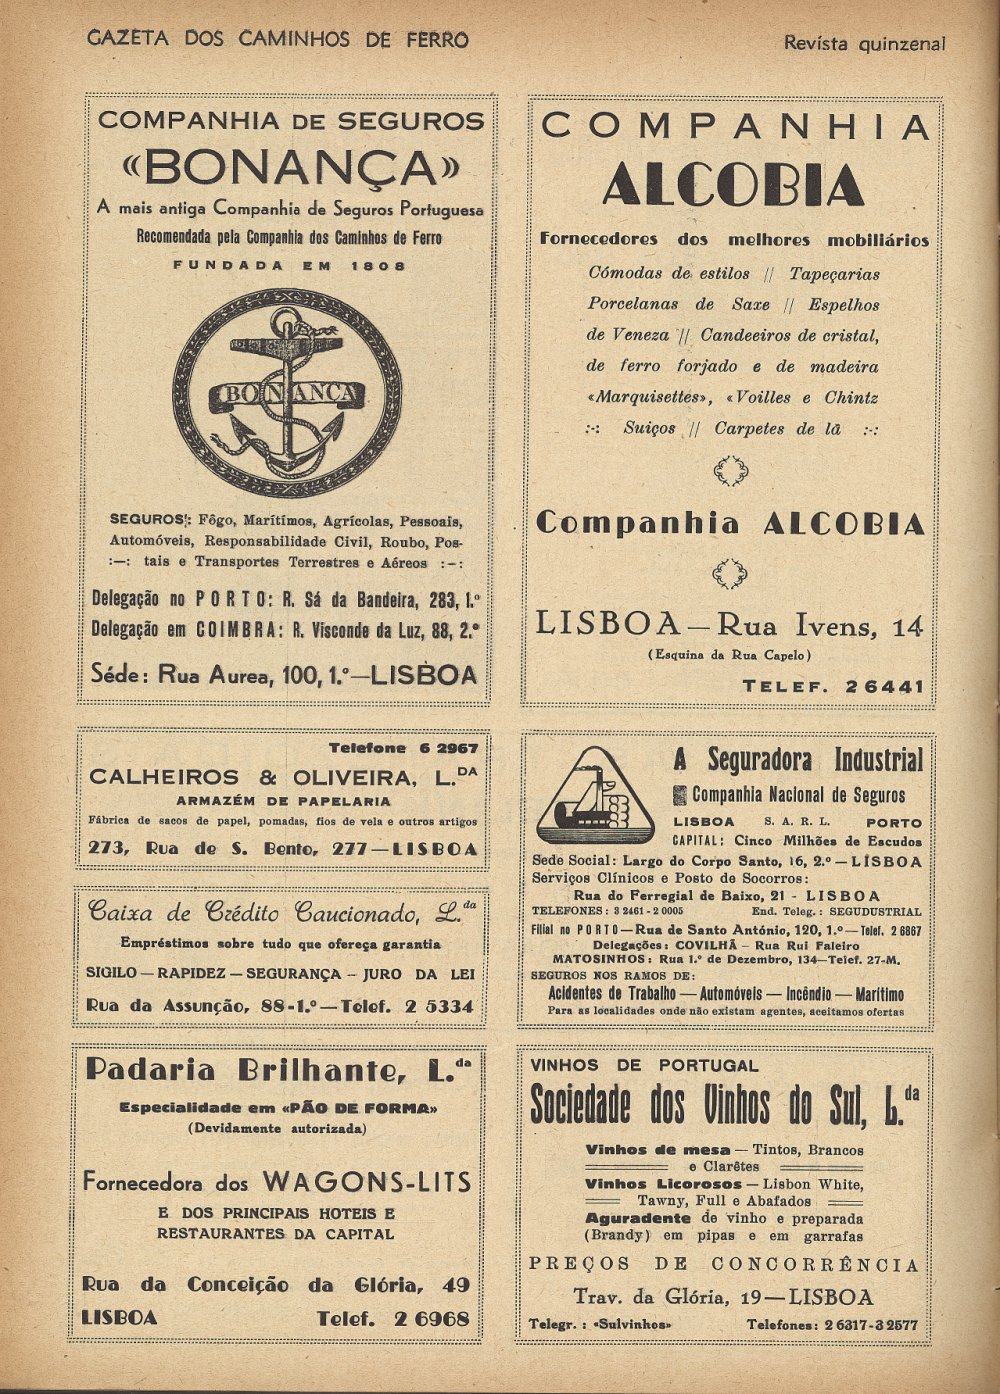 GAZETA DOS CAMINHOS DE FERRO
Revista quinzenal
COMPANHIA DE SEGUROS
«BONANÇA»
A mais antiga Companhia de Seguros Portuguesa
Recomendada pela Companhia dos Caminhos de Ferro
FUNDADA EM 1808
BONANÇA
SEGUROS: Fôgo, Marítimos, Agrícolas, Pessoais,
Automóveis, Responsabilidade Civil, Roubo, Pos-
:—: tais e Transportes Terrestres e Aéreos :-:
Delegação no PORTO: R. Sá da Bandeira, 283, 1.º
Delegação em COIMBRA: R. Visconde da Luz, 88, 2.º
Séde: Rua Aurea, 100, 1.º—LISBOA
COMPANHIA
ALCOBIA
Fornecedores dos melhores mobiliários
Cómodas de estilos // Tapeçarias
Porcelanas de Saxe // Espelhos
de Veneza // Candeeiros de cristal,
de ferro forjado e de madeira
«Marquisettes», «Voilles e Chintz
:-: Suiços // Carpetes de lã :-:
Companhia ALCOBIA
LISBOA—Rua Ivens, 14
(Esquina da Rua Capelo)
TELEF. 26441
Telefone 6 2967
CALHEIROS & OLIVEIRA, L.DA
ARMAZÉM DE PAPELARIA
Fábrica de sacos de papel, pomadas, fios de vela e outros artigos
273, Rua de S. Bento, 277—LISBOA
Caixa de Crédito Caucionado, L.da
Empréstimos sobre tudo que ofereça garantia
SIGILO—RAPIDEZ—SEGURANÇA—JURO DA LEI
Rua da Assunção, 88-1.º—Telef. 2 5334
A Seguradora Industrial
Companhia Nacional de Seguros
LISBOA S. A. R. L. PORTO
CAPITAL: Cinco Milhões de Escudos
Sede Social: Largo do Corpo Santo, 16, 2.º—LISBOA
Serviços Clínicos e Posto de Socorros:
Rua do Ferregial de Baixo, 21 - LISBOA
TELEFONES: 3 2461-2 0005 End. Teleg.: SEGUDUSTRIAL
Filial no PORTO—Rua de Santo António, 120, 1.º—Telef. 2 6867
Delegações: COVILHÃ - Rua Rui Faleiro
MATOSINHOS: Rua 1.º de Dezembro, 134—Telef. 27-M.
SEGUROS NOS RAMOS DE:
Acidentes de Trabalho — Automóveis — Incêndio — Marítimo
Para as localidades onde não existam agentes, aceitamos ofertas
Padaria Brilhante, L.da
Especialidade em «PÃO DE FORMA»
(Devidamente autorizada)
Fornecedora dos WAGONS-LITS
E DOS PRINCIPAIS HOTEIS E
RESTAURANTES DA CAPITAL
Rua da Conceição da Glória, 49
LISBOA Telef. 2 6968
VINHOS DE PORTUGAL
Sociedade dos Vinhos do Sul, L.da
Vinhos de mesa — Tintos, Brancos
e Clarêtes
Vinhos Licorosos — Lisbon White,
Tawny, Full e Abafados
Aguradente de vinho e preparada
(Brandy) em pipas e em garrafas
PREÇOS DE CONCORRÊNCIA
Trav. da Glória, 19—LISBOA
Telegr.: «Sulvinhos» Telefones: 2 6317-3 2577